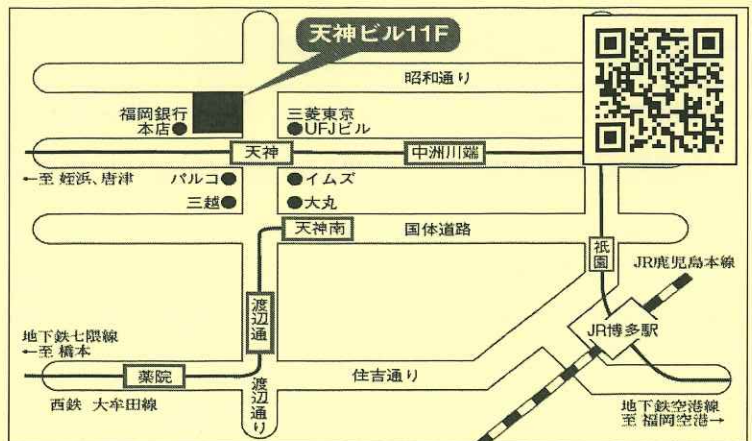 天神ビル11F
昭和通り
福岡銀行
本店
三菱東京
UFJビル
天神
中洲川端
←至 姪浜、唐津
パルコ
イムズ
三越
大丸
天神南
国体道路
祇園
JR鹿児島本線
渡辺通
JR博多駅
地下鉄七隈線
←至 橋本
薬院
渡辺通り
住吉通り
西鉄 大牟田線
地下鉄空港線
至 福岡空港→